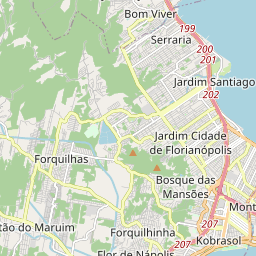 Bom Viver
199
Serraria
200
201
Jardim Santiago
202
Jardim Cidade
de Florianópolis
Forquilhas
Bosque das
Mansões
tão do Maruim
Mont
Forquilhinha
207
207
Kobrasol
Flor de Nápolis